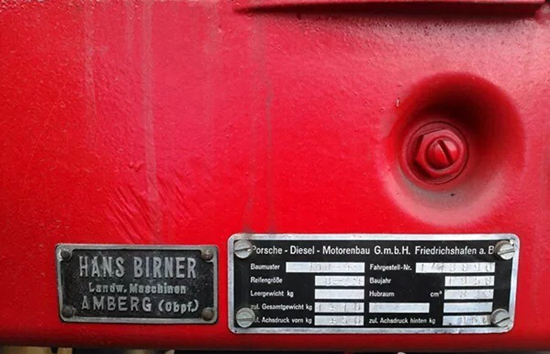 HANS BIRNER
Landw. Maschinen
AMBERG (Obpf.)
Porsche - Diesel - Motorenbau G.m.b.H. Friedrichshafen a. B
Baumuster Fahrgestell-Nr.
Reifengröße Baujahr
Leergewicht kg Hubraum cm³
zul. Gesamtgewicht kg
zul. Achsdruck vorn kg zul. Achsdruck hinten kg